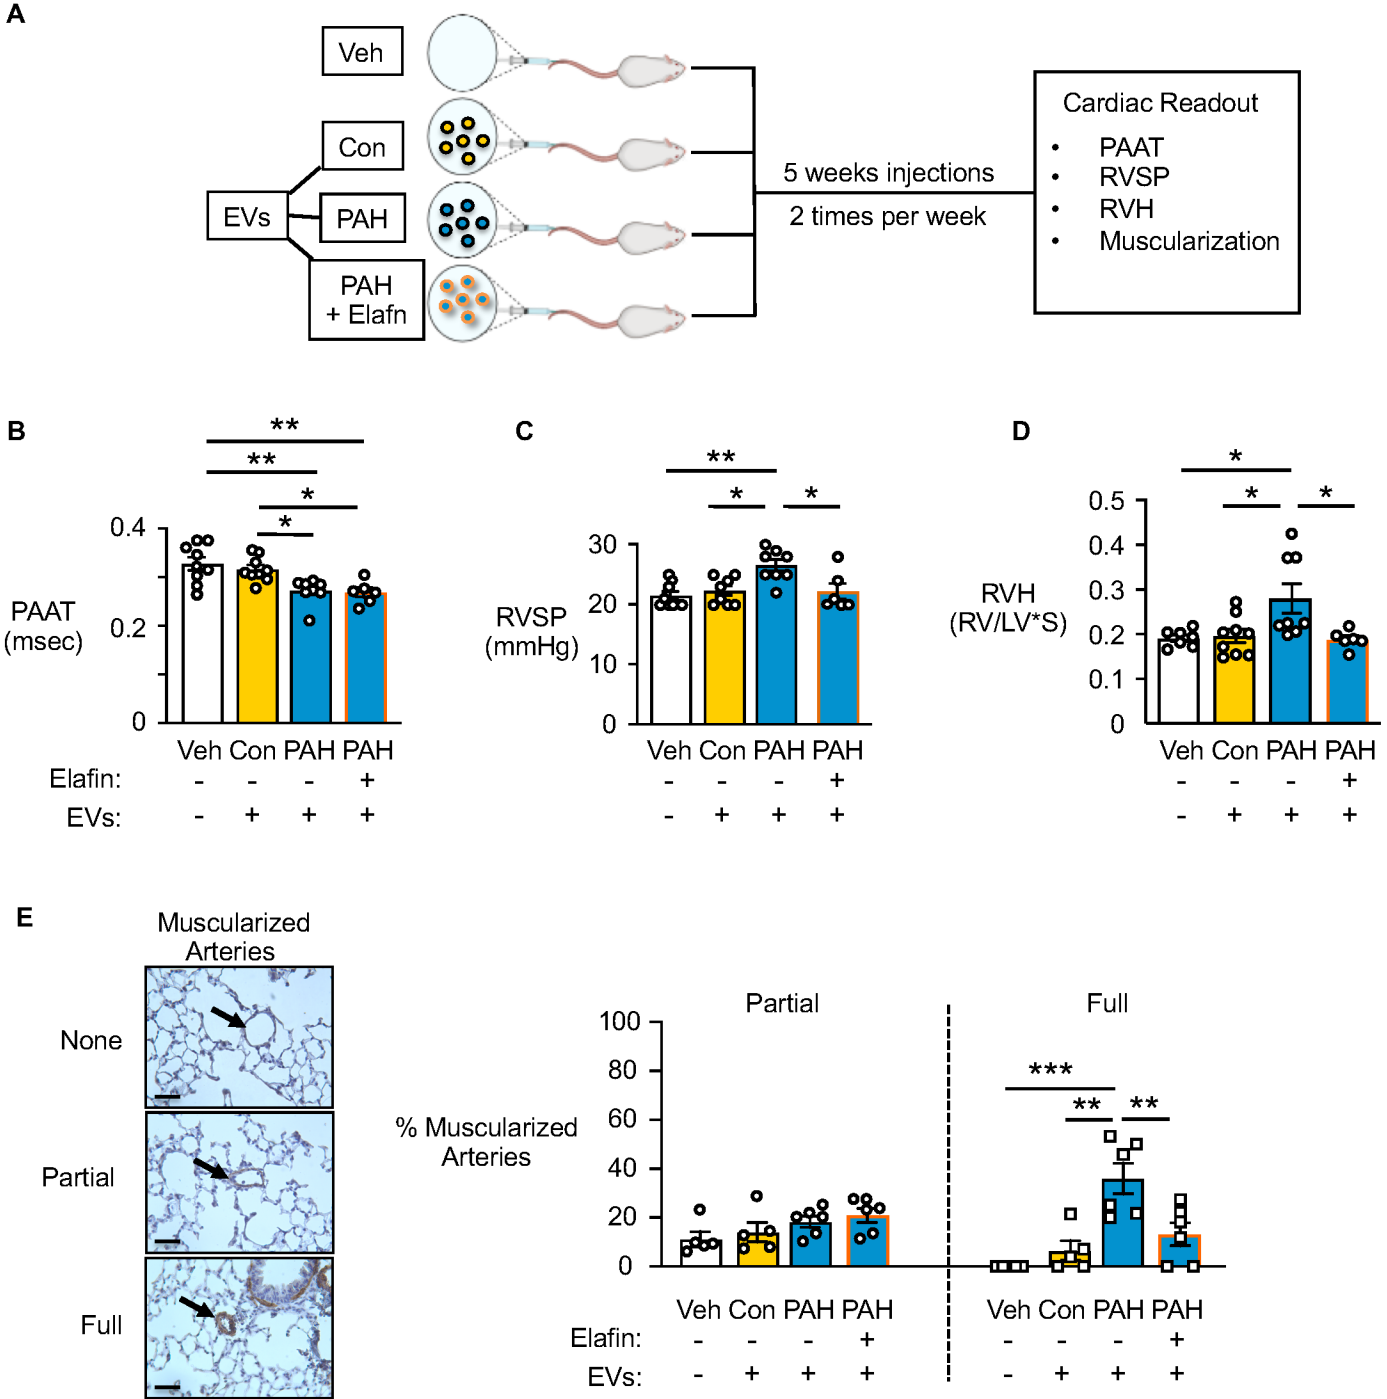 A
Veh
Con
EVs
PAH
PAH
+ Elafn
5 weeks injections
2 times per week
Cardiac Readout
• PAAT
• RVSP
• RVH
• Muscularization
B
**
**
*
*
0.4
0.2
0
PAAT
(msec)
Veh Con PAH PAH
Elafin: - - - +
EVs: - + + +
C
**
* *
30
20
10
0
RVSP
(mmHg)
Veh Con PAH PAH
- - - +
- + + +
D
*
* *
0.5
0.4
0.3
0.2
0.1
0
RVH
(RV/LV*S)
Veh Con PAH PAH
- - - +
- + + +
E
Muscularized
Arteries
None
Partial
Full
% Muscularized
Arteries
100
80
60
40
20
0
Partial
Full
***
** **
Veh Con PAH PAH Veh Con PAH PAH
Elafin: - - - + - - - +
EVs: - + + + - + + +